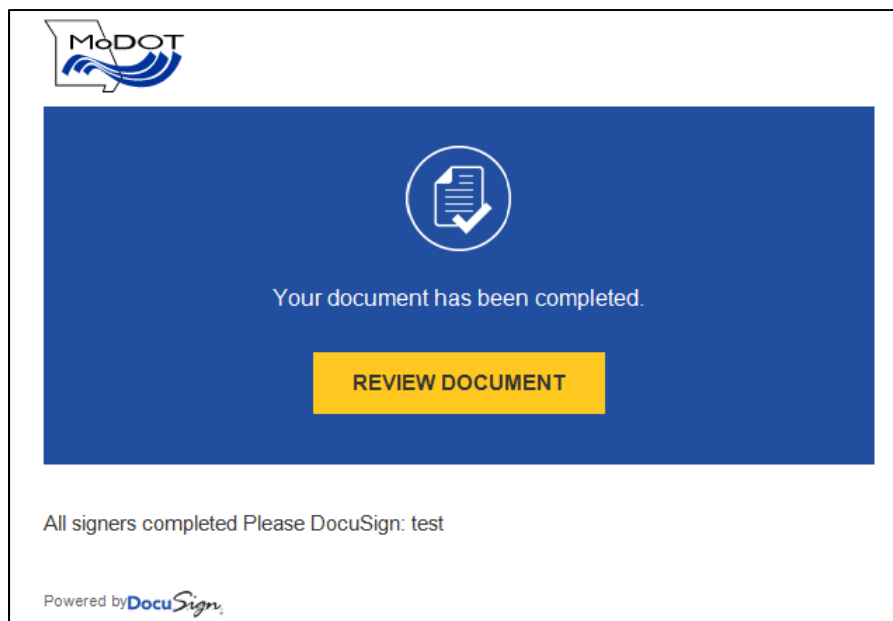 MoDOT
Your document has been completed.
REVIEW DOCUMENT
All signers completed Please DocuSign: test
Powered by DocuSign